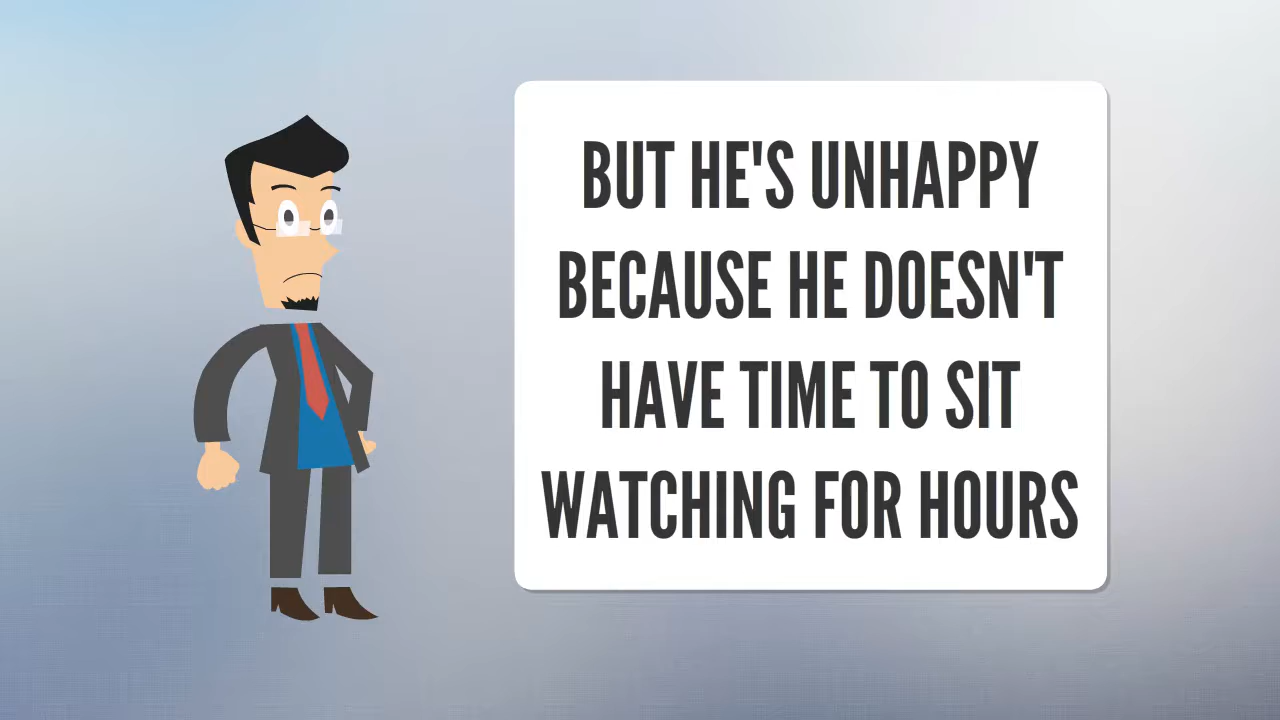 BUT HE'S UNHAPPY
BECAUSE HE DOESN'T
HAVE TIME TO SIT
WATCHING FOR HOURS